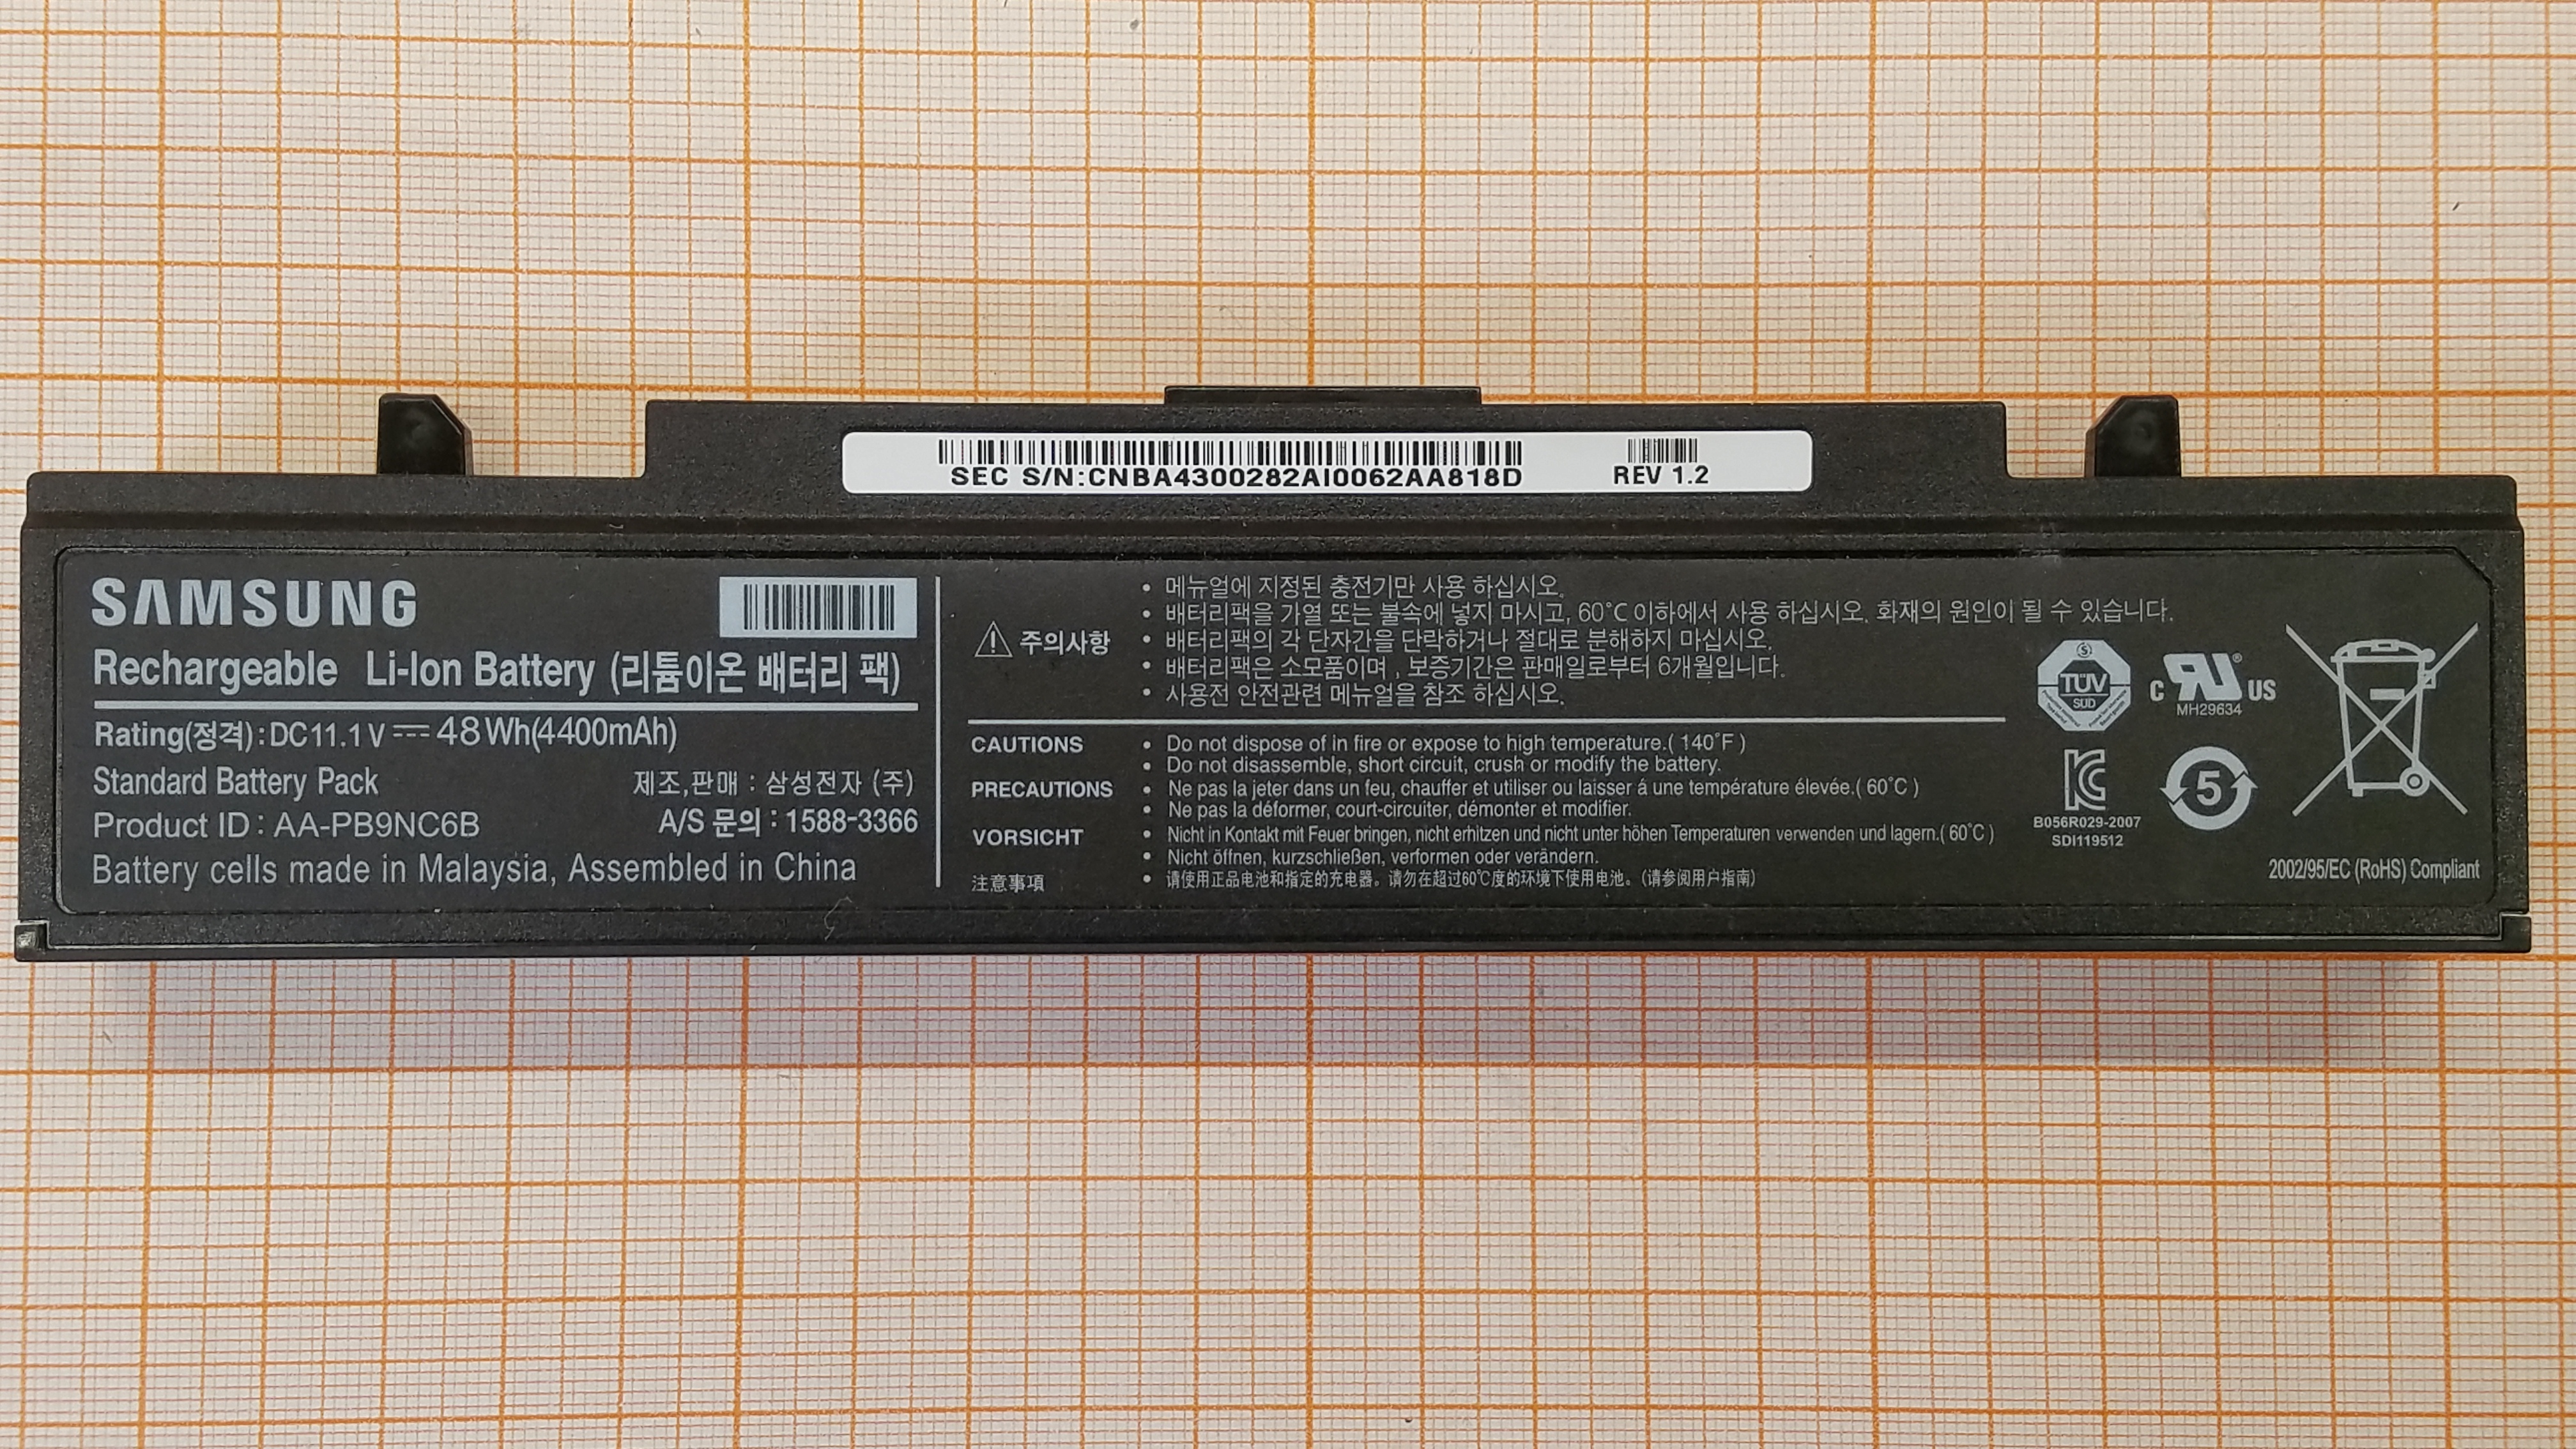 SEC S/N:CNBA4300282AI0062AA818D
REV 1.2
SAMSUNG
Rechargeable Li-Ion Battery (리튬이온 배터리 팩)
Rating(정격):DC11.1V 48Wh(4400mAh)
Standard Battery Pack
제조,판매 : 삼성전자 (주)
Product ID : AA-PB9NC6B
A/S 문의 : 1588-3366
Battery cells made in Malaysia, Assembled in China
주의사항
• 메뉴얼에 지정된 충전기만 사용 하십시오.
• 배터리팩을 가열 또는 불속에 넣지 마시고, 60°C 이하에서 사용 하십시오. 화재의 원인이 될 수 있습니다.
• 배터리팩의 각 단자간을 단락하거나 절대로 분해하지 마십시오.
• 배터리팩은 소모품이며, 보증기간은 판매일로부터 6개월입니다.
• 사용전 안전관련 메뉴얼을 참조 하십시오.
CAUTIONS
• Do not dispose of in fire or expose to high temperature.( 140°F )
• Do not disassemble, short circuit, crush or modify the battery.
PRECAUTIONS
• Ne pas la jeter dans un feu, chauffer et utiliser ou laisser á une température élevée.( 60°C )
• Ne pas la déformer, court-circuiter, démonter et modifier.
VORSICHT
• Nicht in Kontakt mit Feuer bringen, nicht erhitzen und nicht unter höhen Temperaturen verwenden und lagern.( 60°C )
• Nicht öffnen, kurzschließen, verformen oder verändern.
注意事項
• 请使用正品电池和指定的充电器。请勿在超过60°C度的环境下使用电池。(请参阅用户指南)
TÜV
SÜD
C US
MH29634
B056R029-2007
SDI119512
5
2002/95/EC (RoHS) Compliant